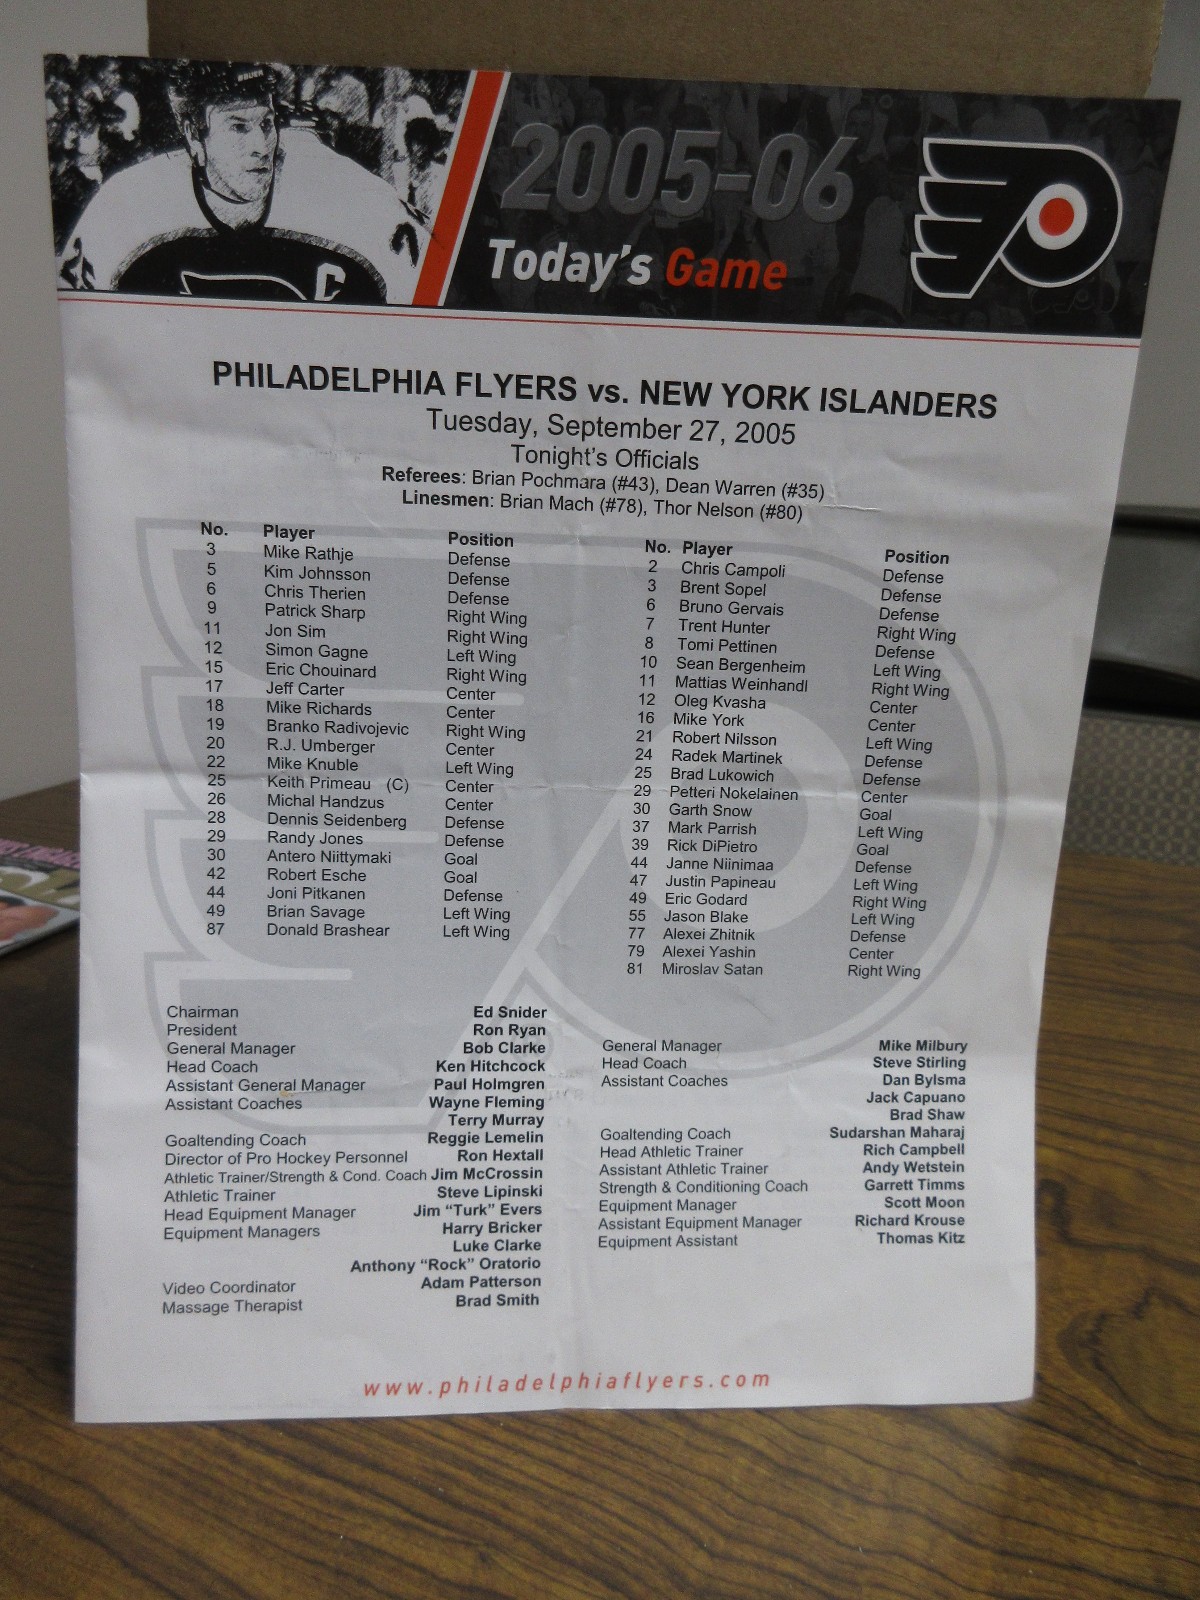 BAUER
2005-06
Today's Game
C
PHILADELPHIA FLYERS vs. NEW YORK ISLANDERS
Tuesday, September 27, 2005
Tonight's Officials
Referees: Brian Pochmara (#43), Dean Warren (#35)
Linesmen: Brian Mach (#78), Thor Nelson (#80)
No. Player Position
3 Mike Rathje Defense
5 Kim Johnsson Defense
6 Chris Therien Defense
9 Patrick Sharp Right Wing
11 Jon Sim Right Wing
12 Simon Gagne Left Wing
15 Eric Chouinard Right Wing
17 Jeff Carter Center
18 Mike Richards Center
19 Branko Radivojevic Right Wing
20 R.J. Umberger Center
22 Mike Knuble Left Wing
25 Keith Primeau (C) Center
26 Michal Handzus Center
28 Dennis Seidenberg Defense
29 Randy Jones Defense
30 Antero Niittymaki Goal
42 Robert Esche Goal
44 Joni Pitkanen Defense
49 Brian Savage Left Wing
87 Donald Brashear Left Wing
No. Player Position
2 Chris Campoli Defense
3 Brent Sopel Defense
6 Bruno Gervais Defense
7 Trent Hunter Right Wing
8 Tomi Pettinen Defense
10 Sean Bergenheim Left Wing
11 Mattias Weinhandl Right Wing
12 Oleg Kvasha Center
16 Mike York Center
21 Robert Nilsson Left Wing
24 Radek Martinek Defense
25 Brad Lukowich Defense
29 Petteri Nokelainen Center
30 Garth Snow Goal
37 Mark Parrish Left Wing
39 Rick DiPietro Goal
44 Janne Niinimaa Defense
47 Justin Papineau Left Wing
49 Eric Godard Right Wing
55 Jason Blake Left Wing
77 Alexei Zhitnik Defense
79 Alexei Yashin Center
81 Miroslav Satan Right Wing
Chairman Ed Snider
President Ron Ryan
General Manager Bob Clarke
Head Coach Ken Hitchcock
Assistant General Manager Paul Holmgren
Assistant Coaches Wayne Fleming
Terry Murray
Goaltending Coach Reggie Lemelin
Director of Pro Hockey Personnel Ron Hextall
Athletic Trainer/Strength & Cond. Coach Jim McCrossin
Athletic Trainer Steve Lipinski
Head Equipment Manager Jim "Turk" Evers
Equipment Managers Harry Bricker
Luke Clarke
Anthony "Rock" Oratorio
Video Coordinator Adam Patterson
Massage Therapist Brad Smith
General Manager Mike Milbury
Head Coach Steve Stirling
Assistant Coaches Dan Bylsma
Jack Capuano
Brad Shaw
Goaltending Coach Sudarshan Maharaj
Head Athletic Trainer Rich Campbell
Assistant Athletic Trainer Andy Wetstein
Strength & Conditioning Coach Garrett Timms
Equipment Manager Scott Moon
Assistant Equipment Manager Richard Krouse
Equipment Assistant Thomas Kitz
www.philadelphiaflyers.com